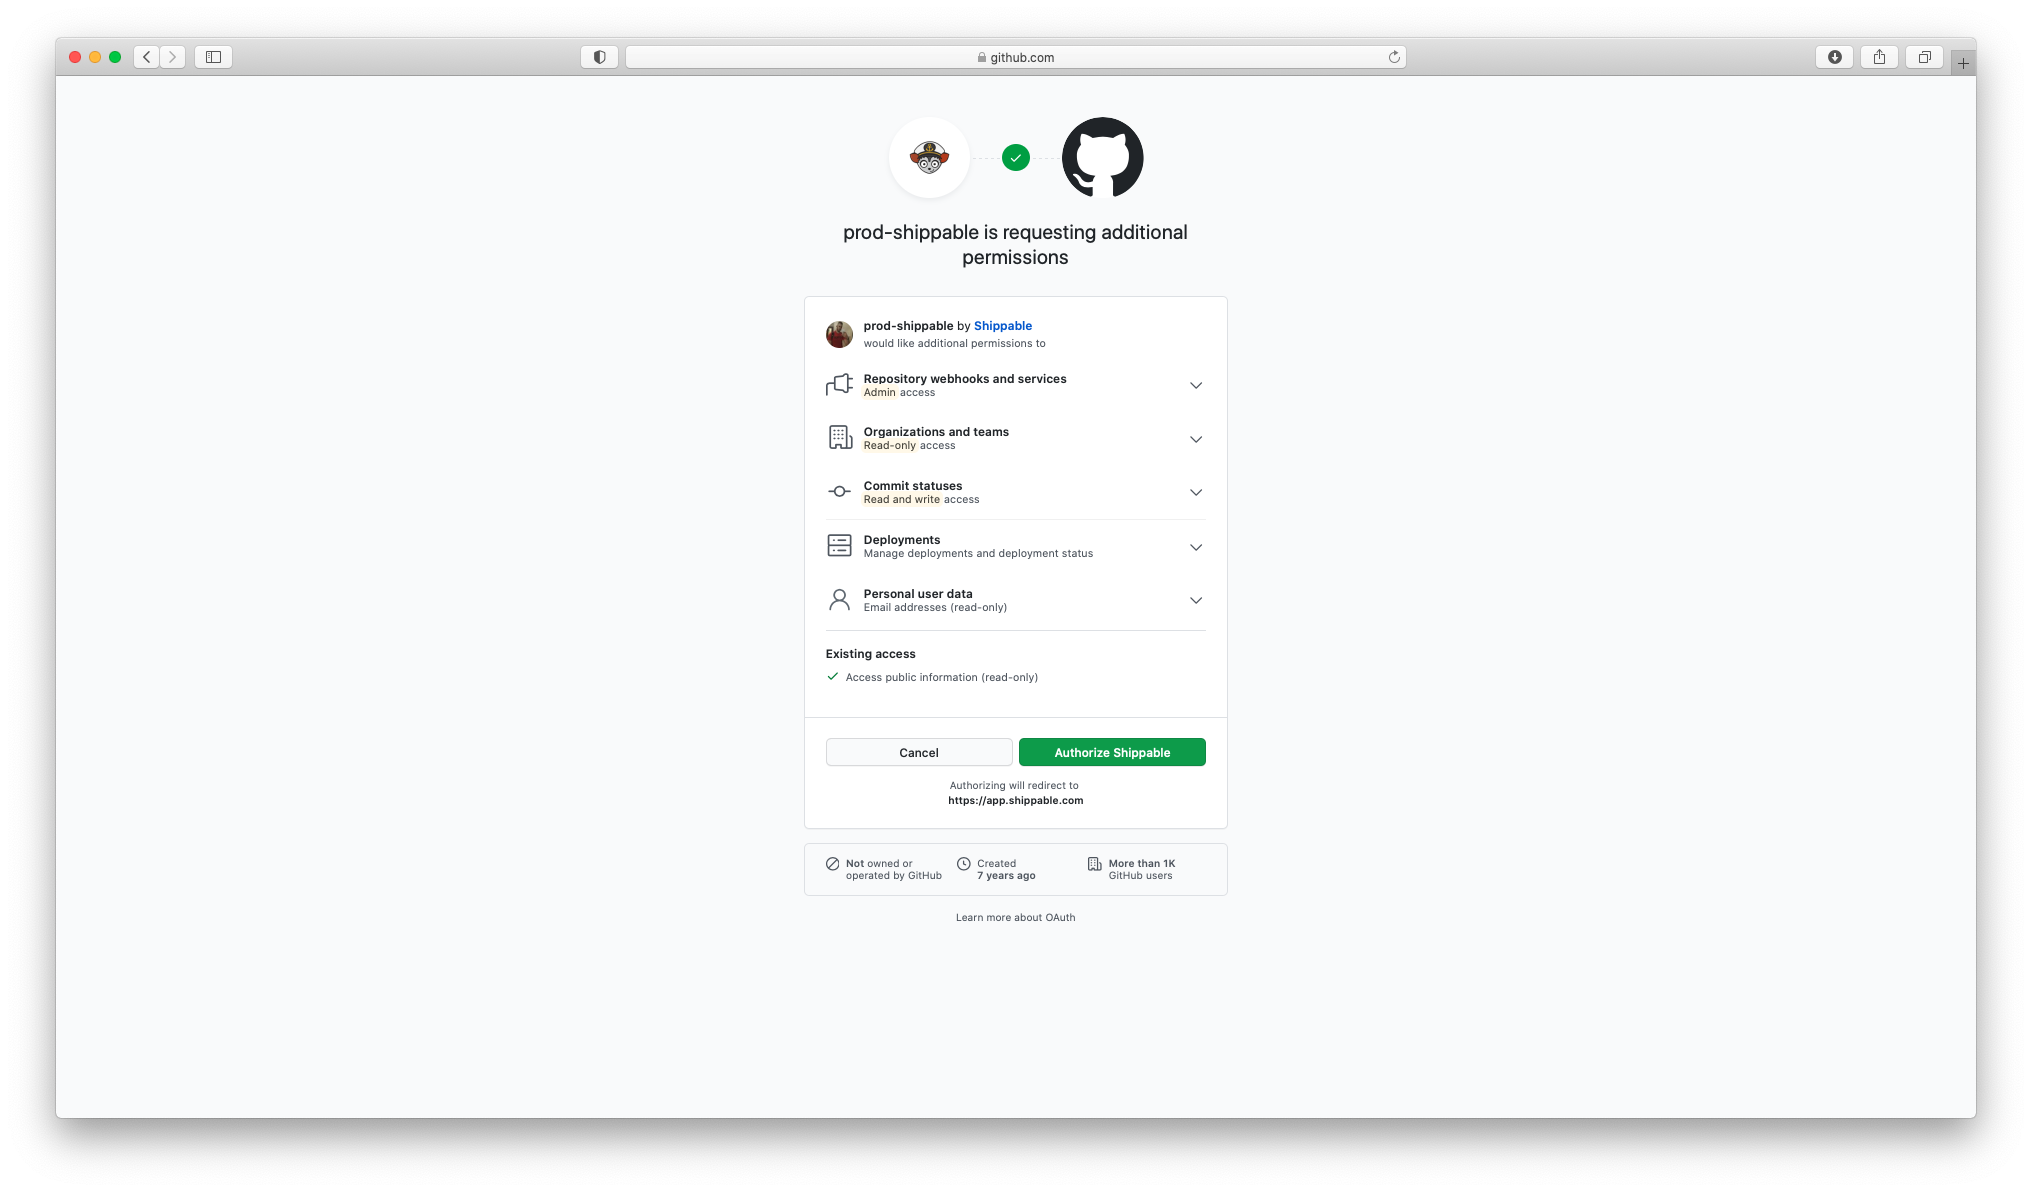 github.com
prod-shippable is requesting additional
permissions
prod-shippable by Shippable
would like additional permissions to
Repository webhooks and services
Admin access
Organizations and teams
Read-only access
Commit statuses
Read and write access
Deployments
Manage deployments and deployment status
Personal user data
Email addresses (read-only)
Existing access
Access public information (read-only)
Cancel
Authorize Shippable
Authorizing will redirect to
https://app.shippable.com
Not owned or
operated by GitHub
Created
7 years ago
More than 1K
GitHub users
Learn more about OAuth